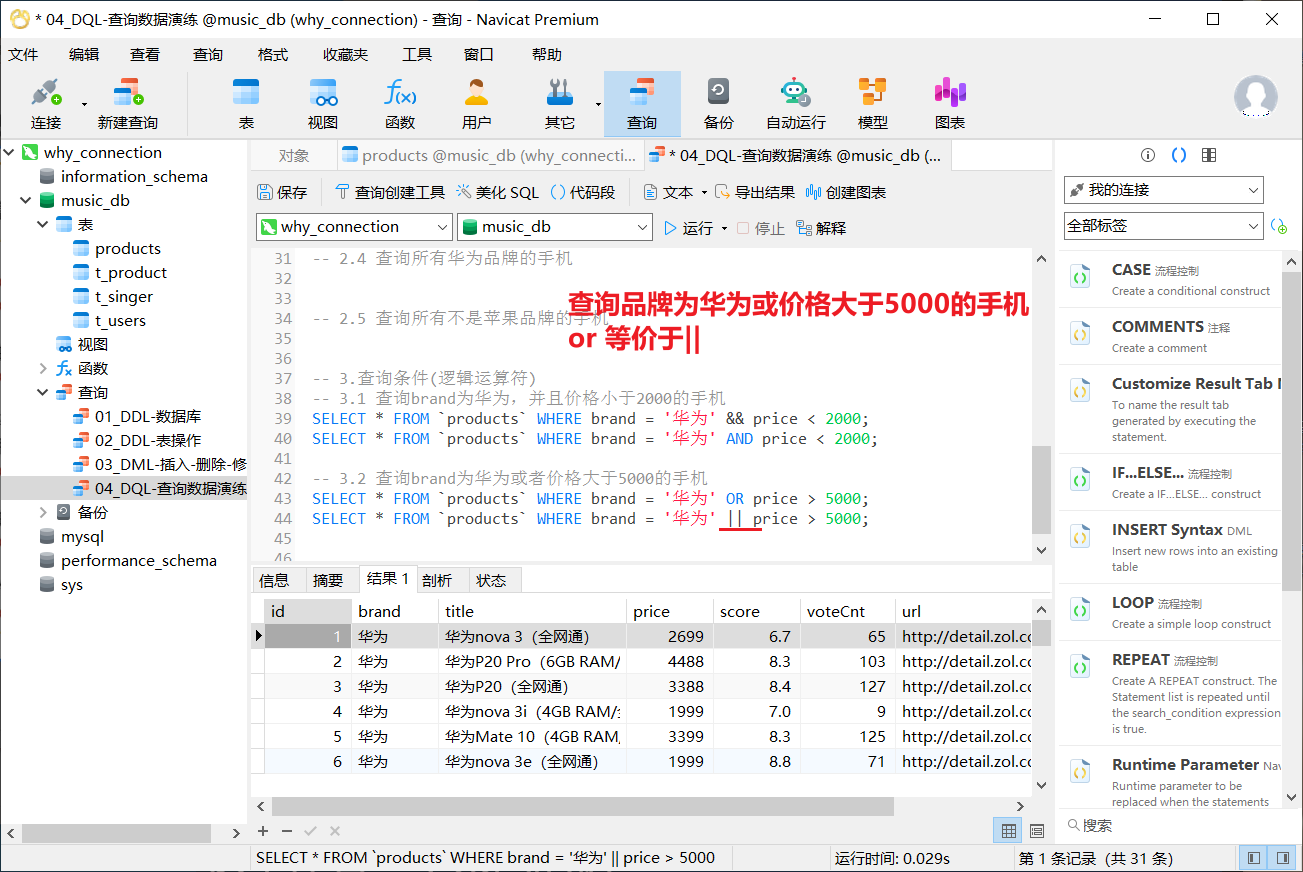 * 04_DQL-查询数据演练 @music_db (why_connection) - 查询 - Navicat Premium
文件 编辑 查看 查询 格式 收藏夹 工具 窗口 帮助
连接 新建查询 表 视图 函数 用户 其它 查询 备份 自动运行 模型 图表
why_connection
information_schema
music_db
表
products
t_product
t_singer
t_users
视图
函数
查询
01_DDL-数据库
02_DDL-表操作
03_DML-插入-删除-修
04_DQL-查询数据演练
备份
mysql
performance_schema
sys
对象 products @music_db (why_connecti... * 04_DQL-查询数据演练 @music_db (...
保存 查询创建工具 美化 SQL () 代码段 文本 导出结果 创建图表
why_connection music_db 运行 停止 解释
31 -- 2.4 查询所有华为品牌的手机
32
33
查询品牌为华为或价格大于5000的手机
34 -- 2.5 查询所有不是苹果品牌的手机
or 等价于||
35
36
37 -- 3.查询条件(逻辑运算符)
38 -- 3.1 查询brand为华为，并且价格小于2000的手机
39 SELECT * FROM `products` WHERE brand = '华为' && price < 2000;
40 SELECT * FROM `products` WHERE brand = '华为' AND price < 2000;
41
42 -- 3.2 查询brand为华为或者价格大于5000的手机
43 SELECT * FROM `products` WHERE brand = '华为' OR price > 5000;
44 SELECT * FROM `products` WHERE brand = '华为' || price > 5000;
45
46
信息 摘要 结果 1 剖析 状态
id brand title price score voteCnt url
1 华为 华为nova 3（全网通） 2699 6.7 65 http://detail.zol.cc
2 华为 华为P20 Pro（6GB RAM/ 4488 8.3 103 http://detail.zol.cc
3 华为 华为P20（全网通） 3388 8.4 127 http://detail.zol.cc
4 华为 华为nova 3i（4GB RAM/全 1999 7.0 9 http://detail.zol.cc
5 华为 华为Mate 10（4GB RAM, 3399 8.3 125 http://detail.zol.cc
6 华为 华为nova 3e（全网通） 1999 8.8 71 http://detail.zol.cc
SELECT * FROM `products` WHERE brand = '华为' || price > 5000 运行时间: 0.029s 第 1 条记录（共 31 条）
我的连接
全部标签
CASE 流程控制
Create a conditional construct
COMMENTS 注释
Create a comment
Customize Result Tab N
To name the result tab
generated by executing the
statement.
IF...ELSE... 流程控制
Create a IF...ELSE... construct
INSERT Syntax DML
Insert new rows into an existing
table
LOOP 流程控制
Create a simple loop construct
REPEAT 流程控制
Create A REPEAT construct. The
Statement list is repeated until
the search_condition expression
is true.
Runtime Parameter Nav
Runtime parameter to be
replaced when the statements
搜索